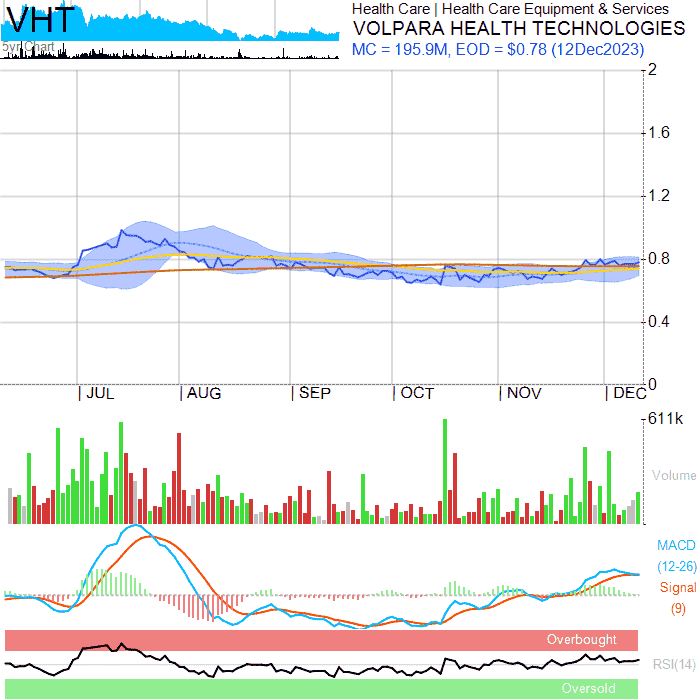 VHT
5yr Chart
Health Care | Health Care Equipment & Services
VOLPARA HEALTH TECHNOLOGIES
MC = 195.9M, EOD = $0.78 (12Dec2023)
2
1.6
1.2
0.8
0.4
0
| JUL | AUG | SEP | OCT | NOV | DEC
611k
Volume
MACD
(12-26)
Signal
(9)
Overbought
RSI(14)
Oversold